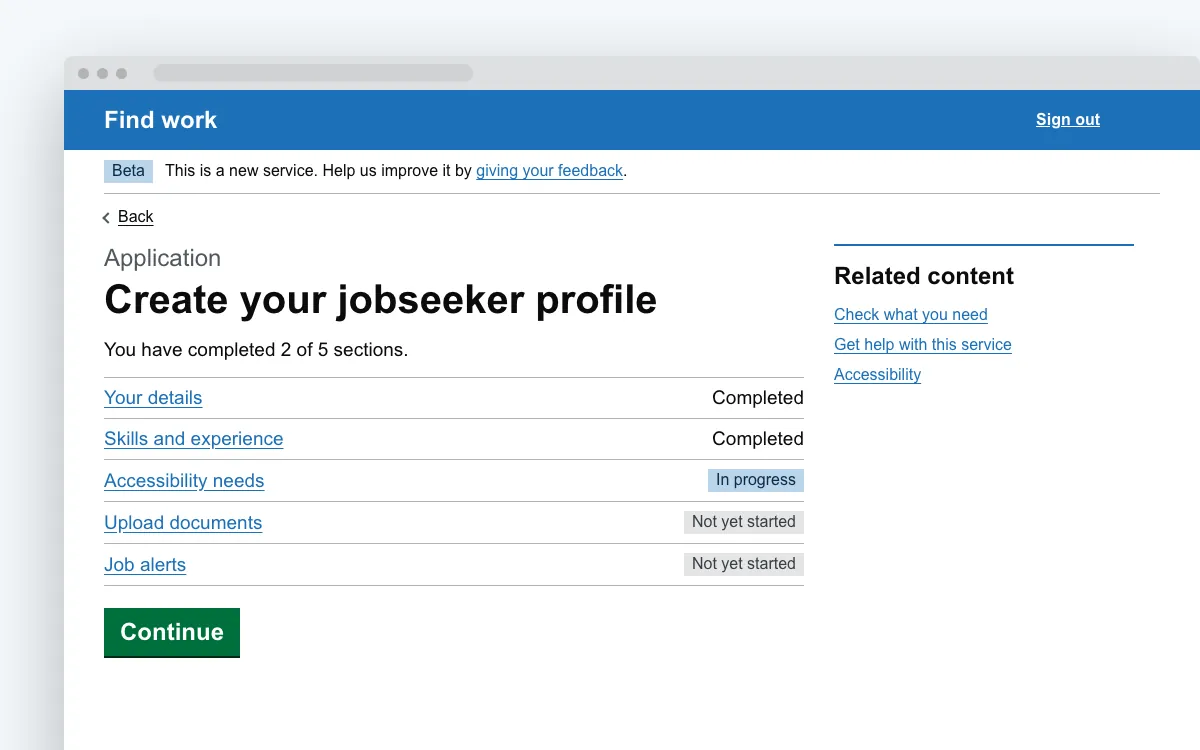 Find work
Sign out
Beta This is a new service. Help us improve it by giving your feedback.
Back
Application
Create your jobseeker profile
You have completed 2 of 5 sections.
Your details Completed
Skills and experience Completed
Accessibility needs In progress
Upload documents Not yet started
Job alerts Not yet started
Continue
Related content
Check what you need
Get help with this service
Accessibility